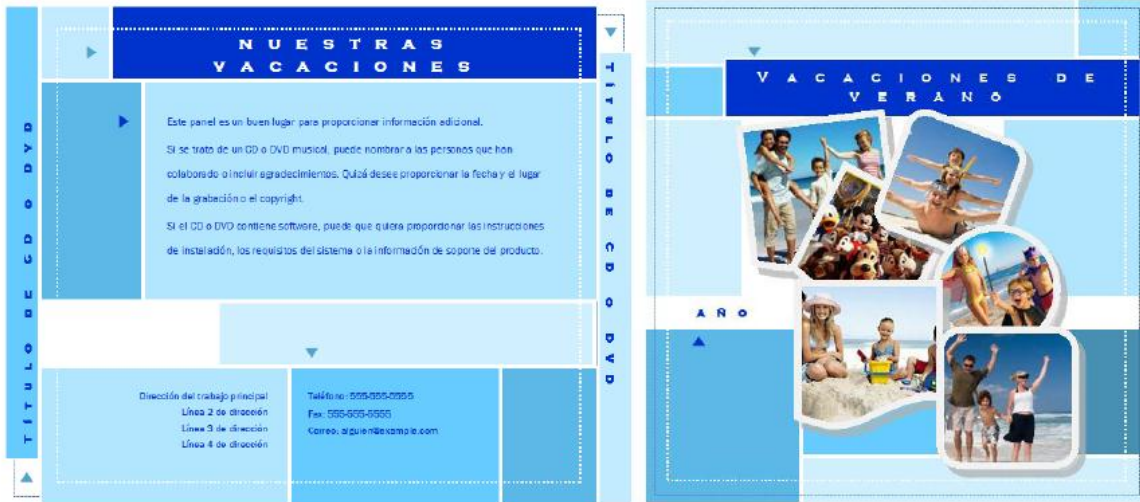 NUESTRAS
VACACIONES
Este panel es un buen lugar para proporcionar información adicional.
Si se trata de un CD o DVD musical, puede nombrar a las personas que han
colaborado o incluir agradecimientos. Quizá desee proporcionar la fecha y el lugar
de la grabación o el copyright.
Si el CD o DVD contiene software, puede que quiera proporcionar las instrucciones
de instalación, los requisitos del sistema o la información de soporte del producto.
Dirección del trabajo principal
Línea 2 de dirección
Línea 3 de dirección
Línea 4 de dirección
Teléfono: 555-555-5555
Fax: 555-555-5555
Correo: alguien@example.com
TÍTULO DE CD O DVD
TÍTULO DE CD O DVD
VACACIONES DE
VERANO
AÑO